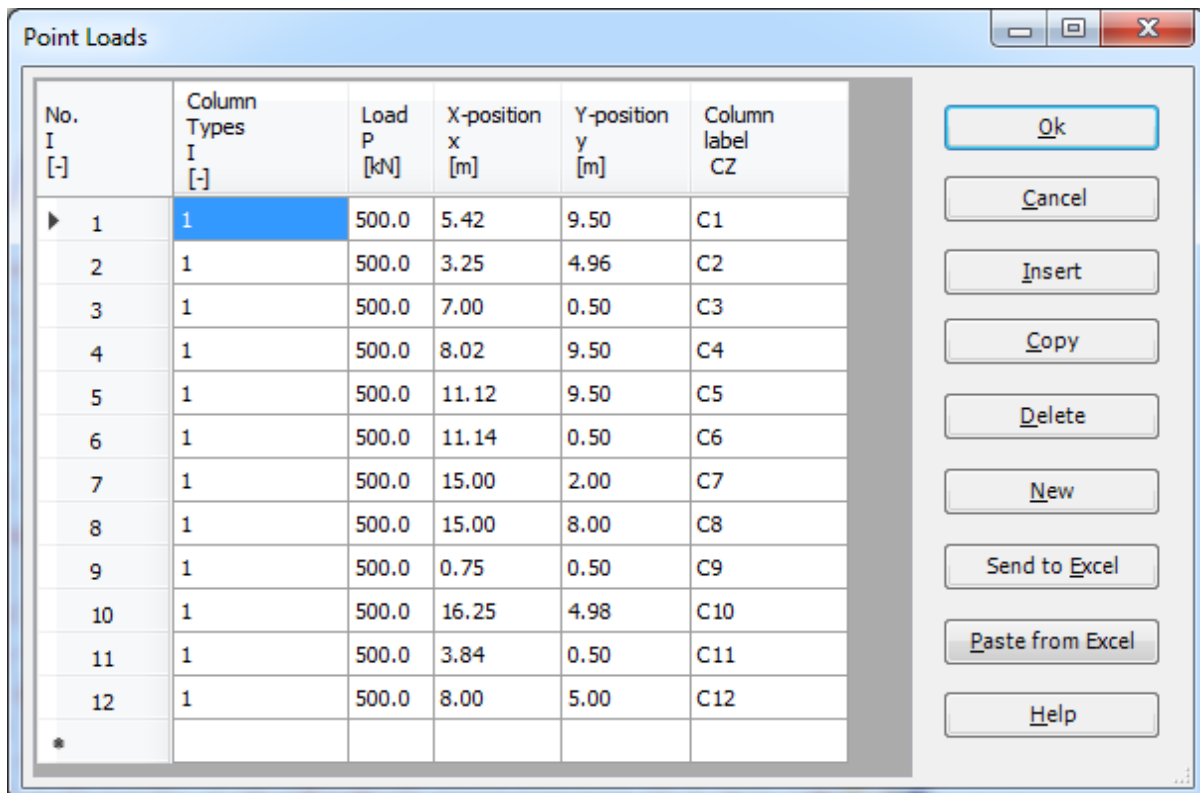 Point Loads
No. I [-] Column Types I [-] Load P [kN] X-position x [m] Y-position y [m] Column label CZ
1 1 500.0 5.42 9.50 C1
2 1 500.0 3.25 4.96 C2
3 1 500.0 7.00 0.50 C3
4 1 500.0 8.02 9.50 C4
5 1 500.0 11.12 9.50 C5
6 1 500.0 11.14 0.50 C6
7 1 500.0 15.00 2.00 C7
8 1 500.0 15.00 8.00 C8
9 1 500.0 0.75 0.50 C9
10 1 500.0 16.25 4.98 C10
11 1 500.0 3.84 0.50 C11
12 1 500.0 8.00 5.00 C12
Ok
Cancel
Insert
Copy
Delete
New
Send to Excel
Paste from Excel
Help